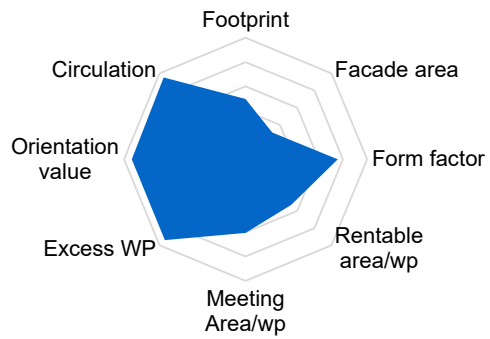 Footprint
Circulation
Facade area
Orientation
value
Form factor
Excess WP
Rentable
area/wp
Meeting
Area/wp